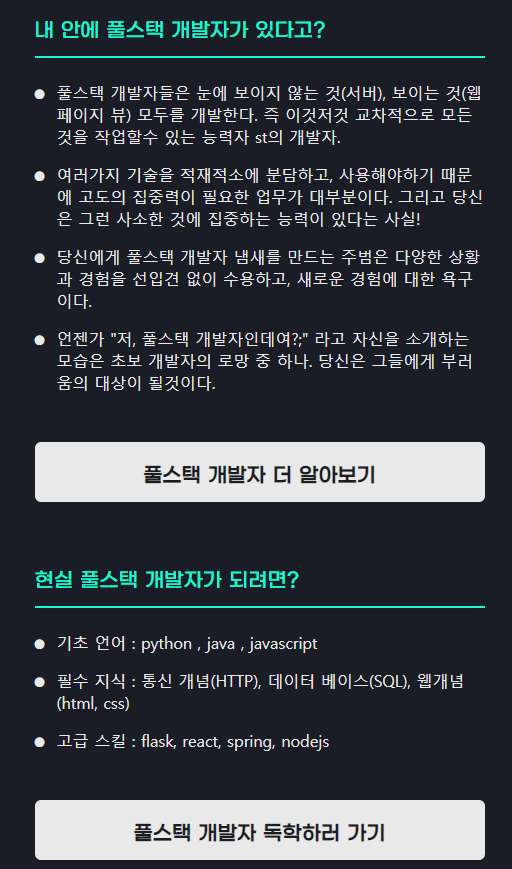 내 안에 풀스택 개발자가 있다고?
풀스택 개발자들은 눈에 보이지 않는 것(서버), 보이는 것(웹
페이지 뷰) 모두를 개발한다. 즉 이것저것 교차적으로 모든
것을 작업할수 있는 능력자 st의 개발자.
여러가지 기술을 적재적소에 분담하고, 사용해야하기 때문
에 고도의 집중력이 필요한 업무가 대부분이다. 그리고 당신
은 그런 사소한 것에 집중하는 능력이 있다는 사실!
당신에게 풀스택 개발자 냄새를 만드는 주범은 다양한 상황
과 경험을 선입견 없이 수용하고, 새로운 경험에 대한 욕구
이다.
언젠가 "저, 풀스택 개발자인데여?;" 라고 자신을 소개하는
모습은 초보 개발자의 로망 중 하나. 당신은 그들에게 부러
움의 대상이 될것이다.
풀스택 개발자 더 알아보기
현실 풀스택 개발자가 되려면?
기초 언어 : python , java , javascript
필수 지식 : 통신 개념(HTTP), 데이터 베이스(SQL), 웹개념
(html, css)
고급 스킬 : flask, react, spring, nodejs
풀스택 개발자 독학하러 가기